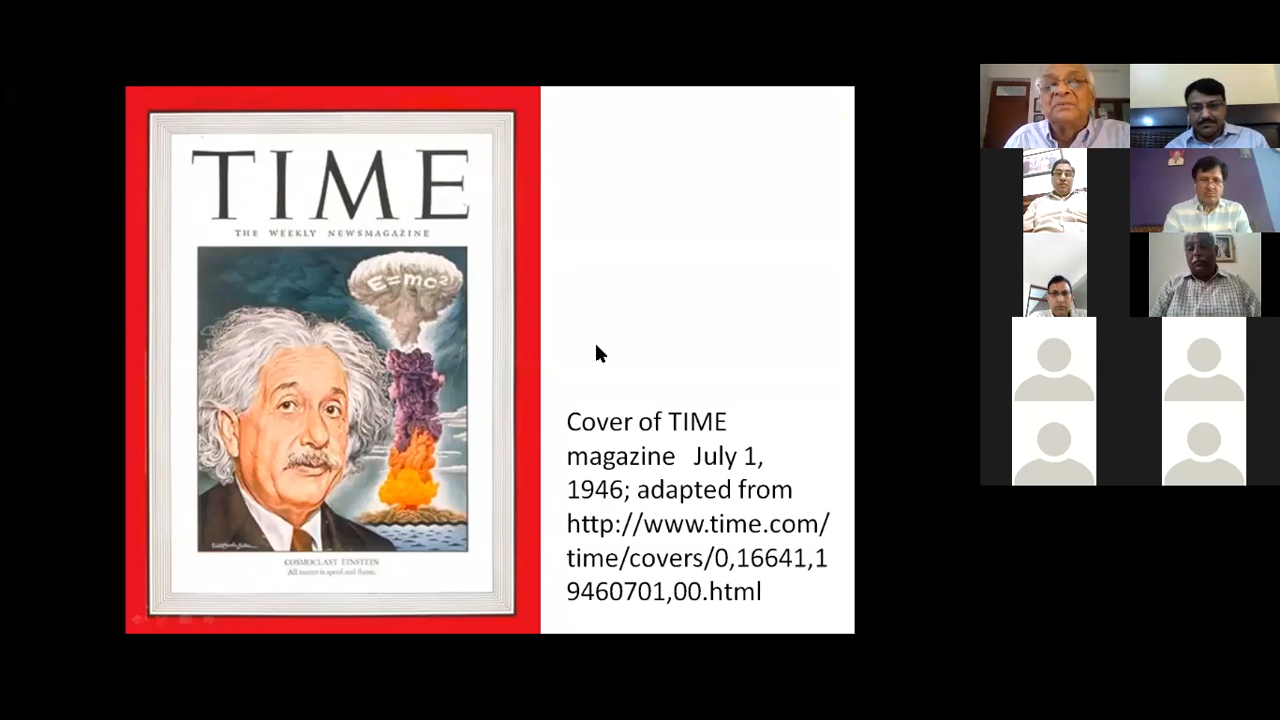 TIME
THE WEEKLY NEWSMAGAZINE
E=mc²
COSMOCLAST EINSTEIN
All matter is speed and flame.
Cover of TIME
magazine July 1,
1946; adapted from
http://www.time.com/
time/covers/0,16641,1
9460701,00.html